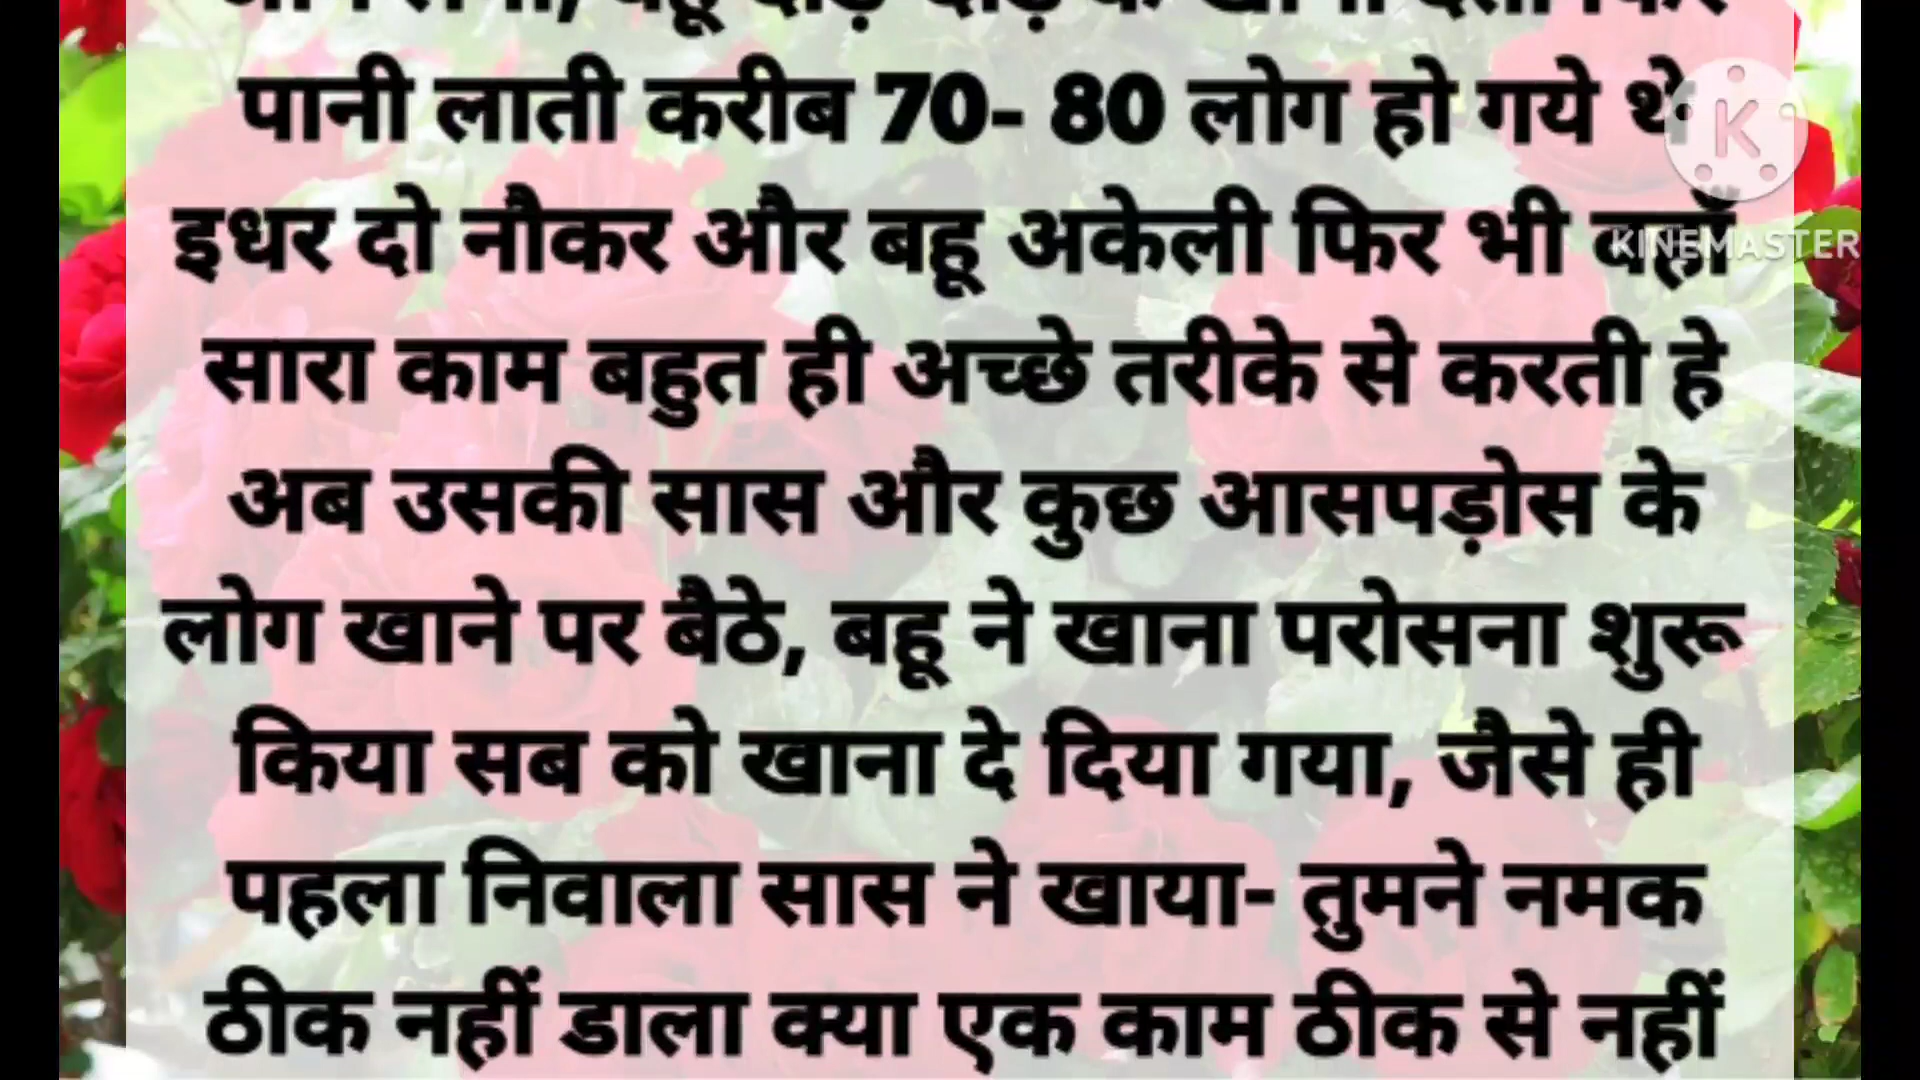 बहू दौड़ दौड़ के खाना
पानी लाती करीब 70- 80 लोग हो गये थे
K
इधर दो नौकर और बहू अकेली फिर भी वहाँ
KINEMASTER
सारा काम बहुत ही अच्छे तरीके से करती हे
अब उसकी सास और कुछ आसपड़ोस के
लोग खाने पर बैठे, बहू ने खाना परोसना शुरू
किया सब को खाना दे दिया गया, जैसे ही
पहला निवाला सास ने खाया- तुमने नमक
ठीक नहीं डाला क्या एक काम ठीक से नहीं